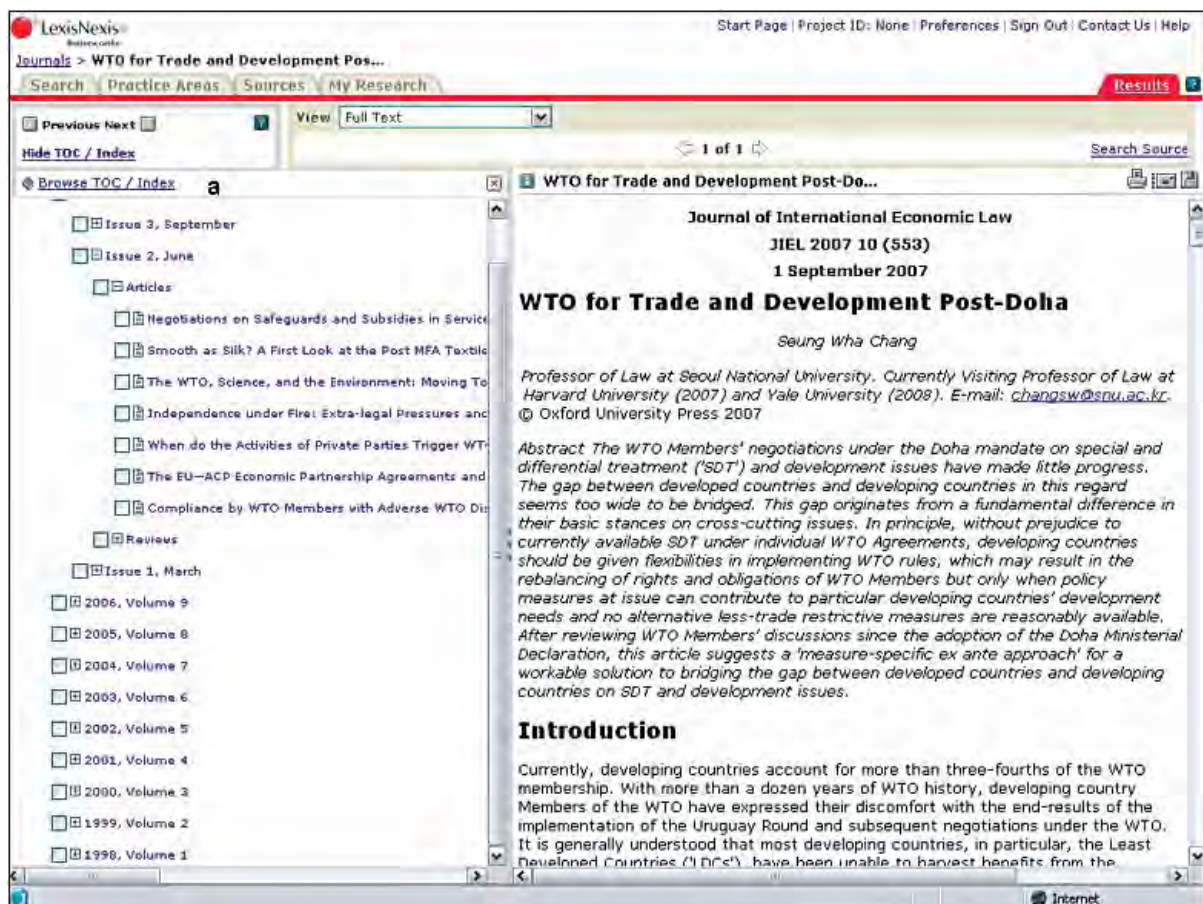 LexisNexis
Start Page | Project ID: None | Preferences | Sign Out | Contact Us | Help
Journals > WTO for Trade and Development Pos...
Search Practice Areas Sources My Research Results ?
Previous Next ?
View Full Text
Hide TOC / Index
1 of 1
Search Source
Browse TOC / Index a
Issue 3, September
Issue 2, June
Articles
Negotiations on Safeguards and Subsidies in Service
Smooth as Silk? A First Look at the Post MFA Textile
The WTO, Science, and the Environment: Moving To
Independence under Fire: Extra-legal Pressures and
When do the Activities of Private Parties Trigger WT
The EU—ACP Economic Partnership Agreements and
Compliance by WTO Members with Adverse WTO Dis
Reviews
Issue 1, March
2006, Volume 9
2005, Volume 8
2004, Volume 7
2003, Volume 6
2002, Volume 5
2001, Volume 4
2000, Volume 3
1999, Volume 2
1998, Volume 1
WTO for Trade and Development Post-Do...
Journal of International Economic Law
JIEL 2007 10 (553)
1 September 2007
WTO for Trade and Development Post-Doha
Seung Wha Chang
Professor of Law at Seoul National University. Currently Visiting Professor of Law at
Harvard University (2007) and Yale University (2008). E-mail: changsw@snu.ac.kr.
© Oxford University Press 2007
Abstract The WTO Members' negotiations under the Doha mandate on special and
differential treatment ('SDT') and development issues have made little progress.
The gap between developed countries and developing countries in this regard
seems too wide to be bridged. This gap originates from a fundamental difference in
their basic stances on cross-cutting issues. In principle, without prejudice to
currently available SDT under individual WTO Agreements, developing countries
should be given flexibilities in implementing WTO rules, which may result in the
rebalancing of rights and obligations of WTO Members but only when policy
measures at issue can contribute to particular developing countries' development
needs and no alternative less-trade restrictive measures are reasonably available.
After reviewing WTO Members' discussions since the adoption of the Doha Ministerial
Declaration, this article suggests a 'measure-specific ex ante approach' for a
workable solution to bridging the gap between developed countries and developing
countries on SDT and development issues.
Introduction
Currently, developing countries account for more than three-fourths of the WTO
membership. With more than a dozen years of WTO history, developing country
Members of the WTO have expressed their discomfort with the end-results of the
implementation of the Uruguay Round and subsequent negotiations under the WTO.
It is generally understood that most developing countries, in particular, the Least
Developed Countries ('LDCs'), have been unable to harvest benefits from the
Internet